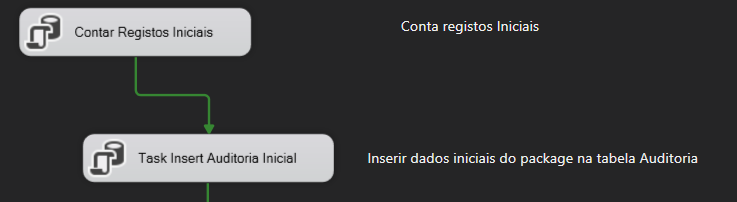 Contar Registos Iniciais
Conta registos Iniciais
Task Insert Auditoria Inicial
Inserir dados iniciais do package na tabela Auditoria